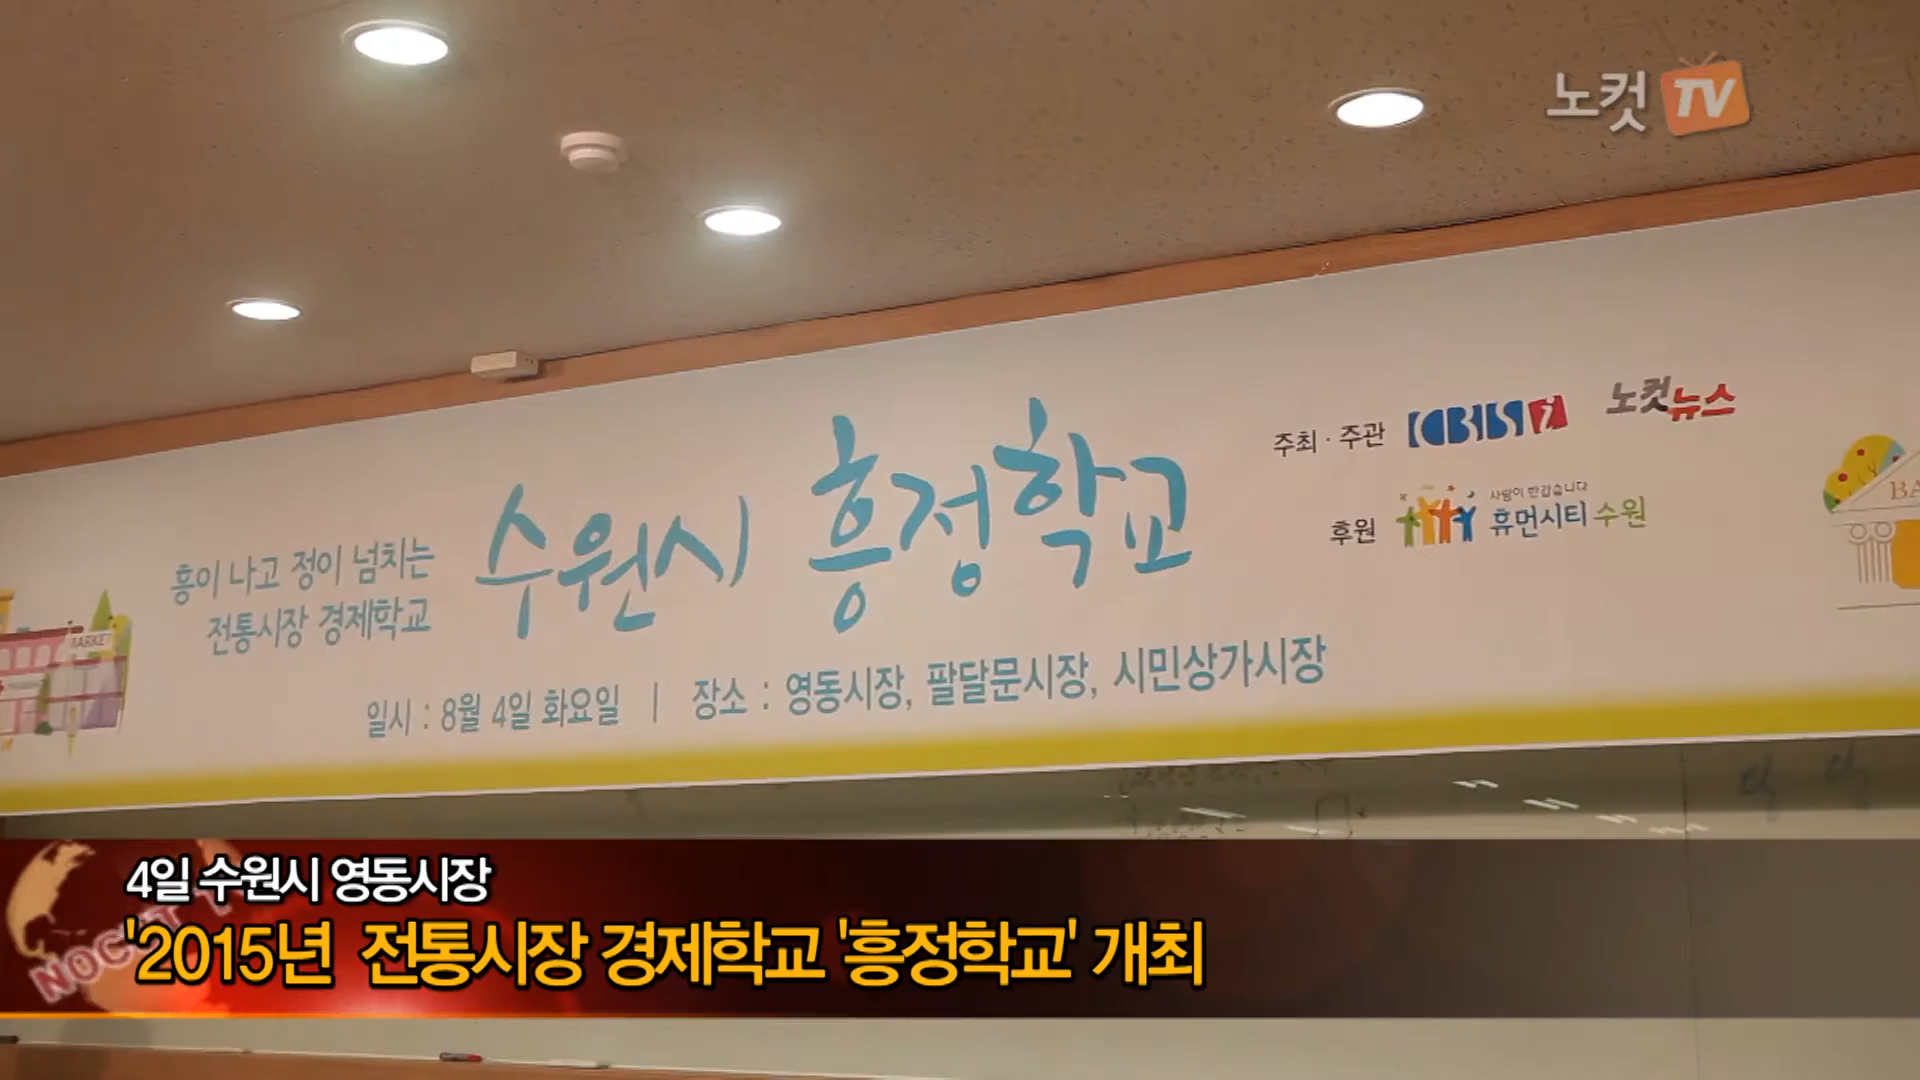 노컷 TV
주최 · 주관 CBS 노컷뉴스
사람이 반갑습니다
후원 휴먼시티 수원
흥이 나고 정이 넘치는
전통시장 경제학교
수원시 흥정학교
MARKET
일시 : 8월 4일 화요일 | 장소 : 영동시장, 팔달문시장, 시민상가시장
4일 수원시 영동시장
'2015년 전통시장 경제학교 '흥정학교' 개최